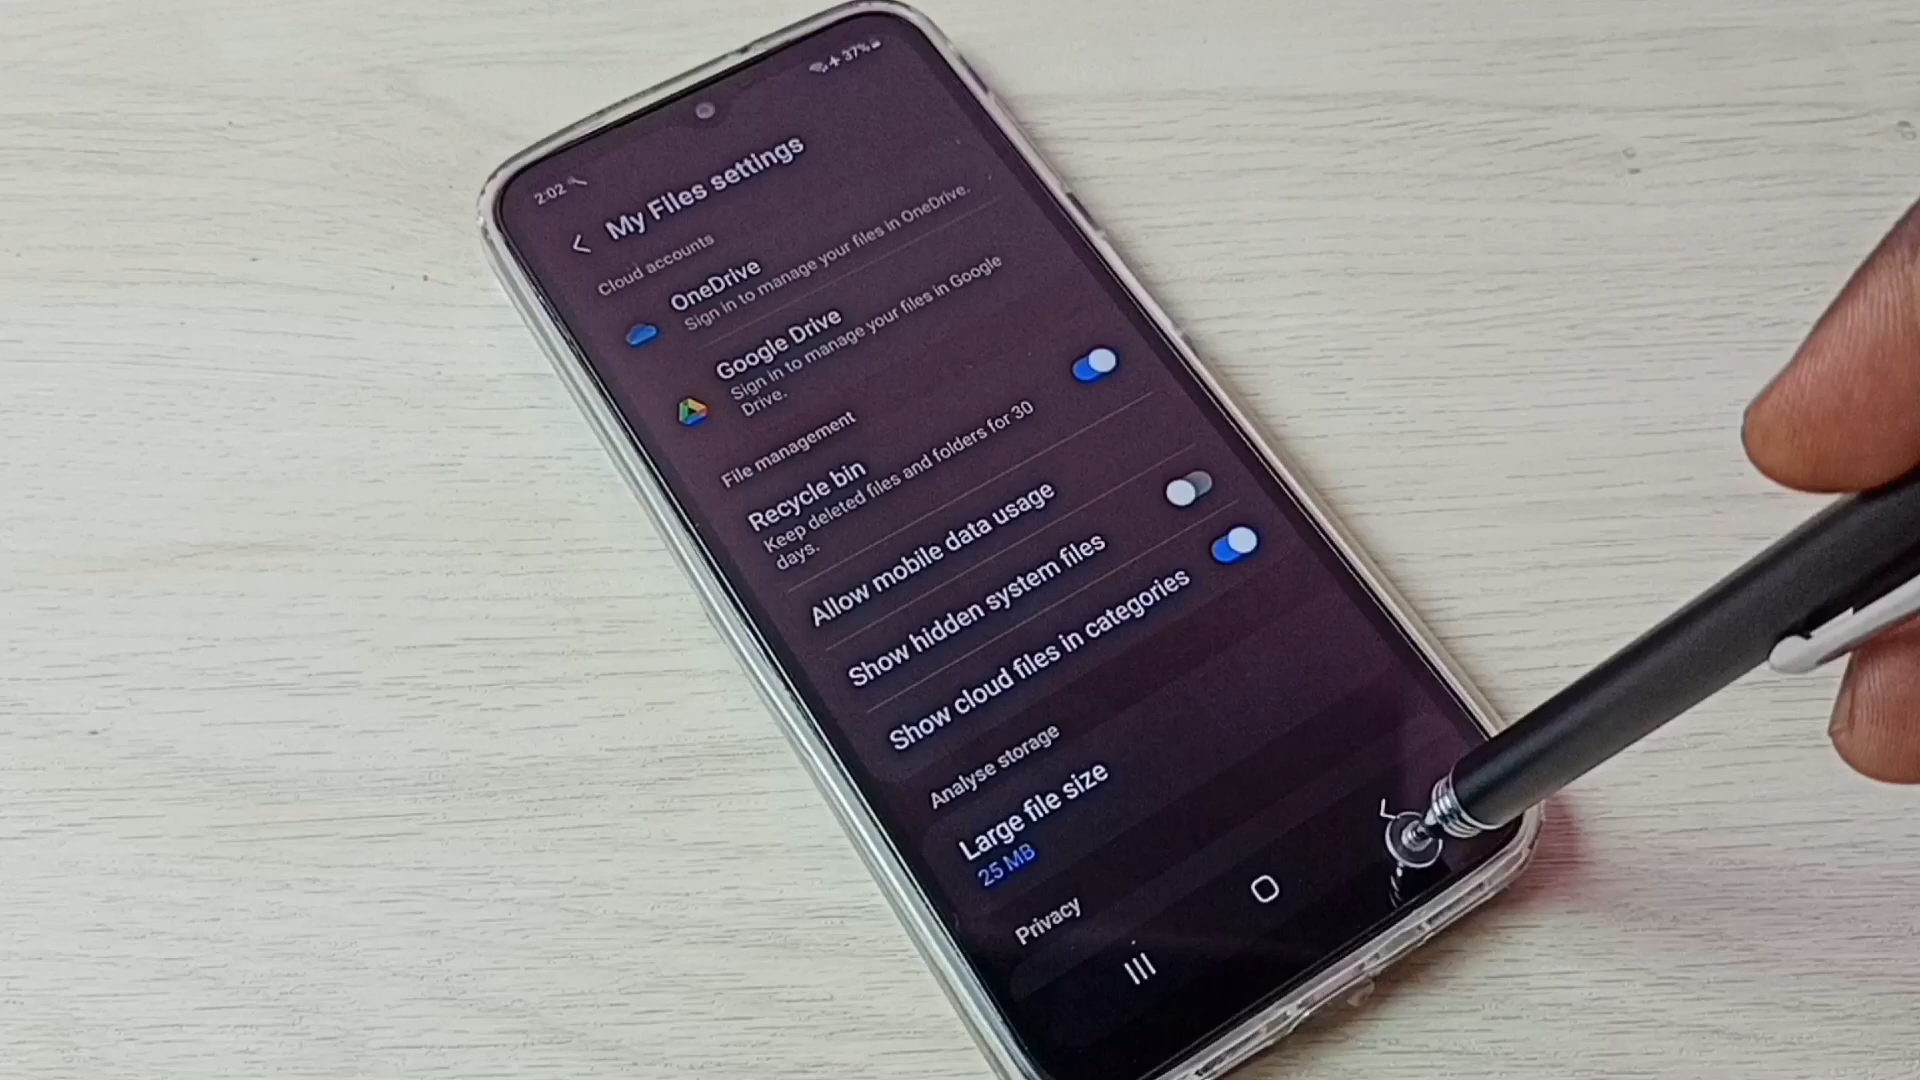 2:02
37%
My Files settings
Cloud accounts
OneDrive
Sign in to manage your files in OneDrive.
Google Drive
Sign in to manage your files in Google
Drive.
File management
Recycle bin
Keep deleted files and folders for 30
days.
Allow mobile data usage
Show hidden system files
Show cloud files in categories
Analyse storage
Large file size
25 MB
Privacy